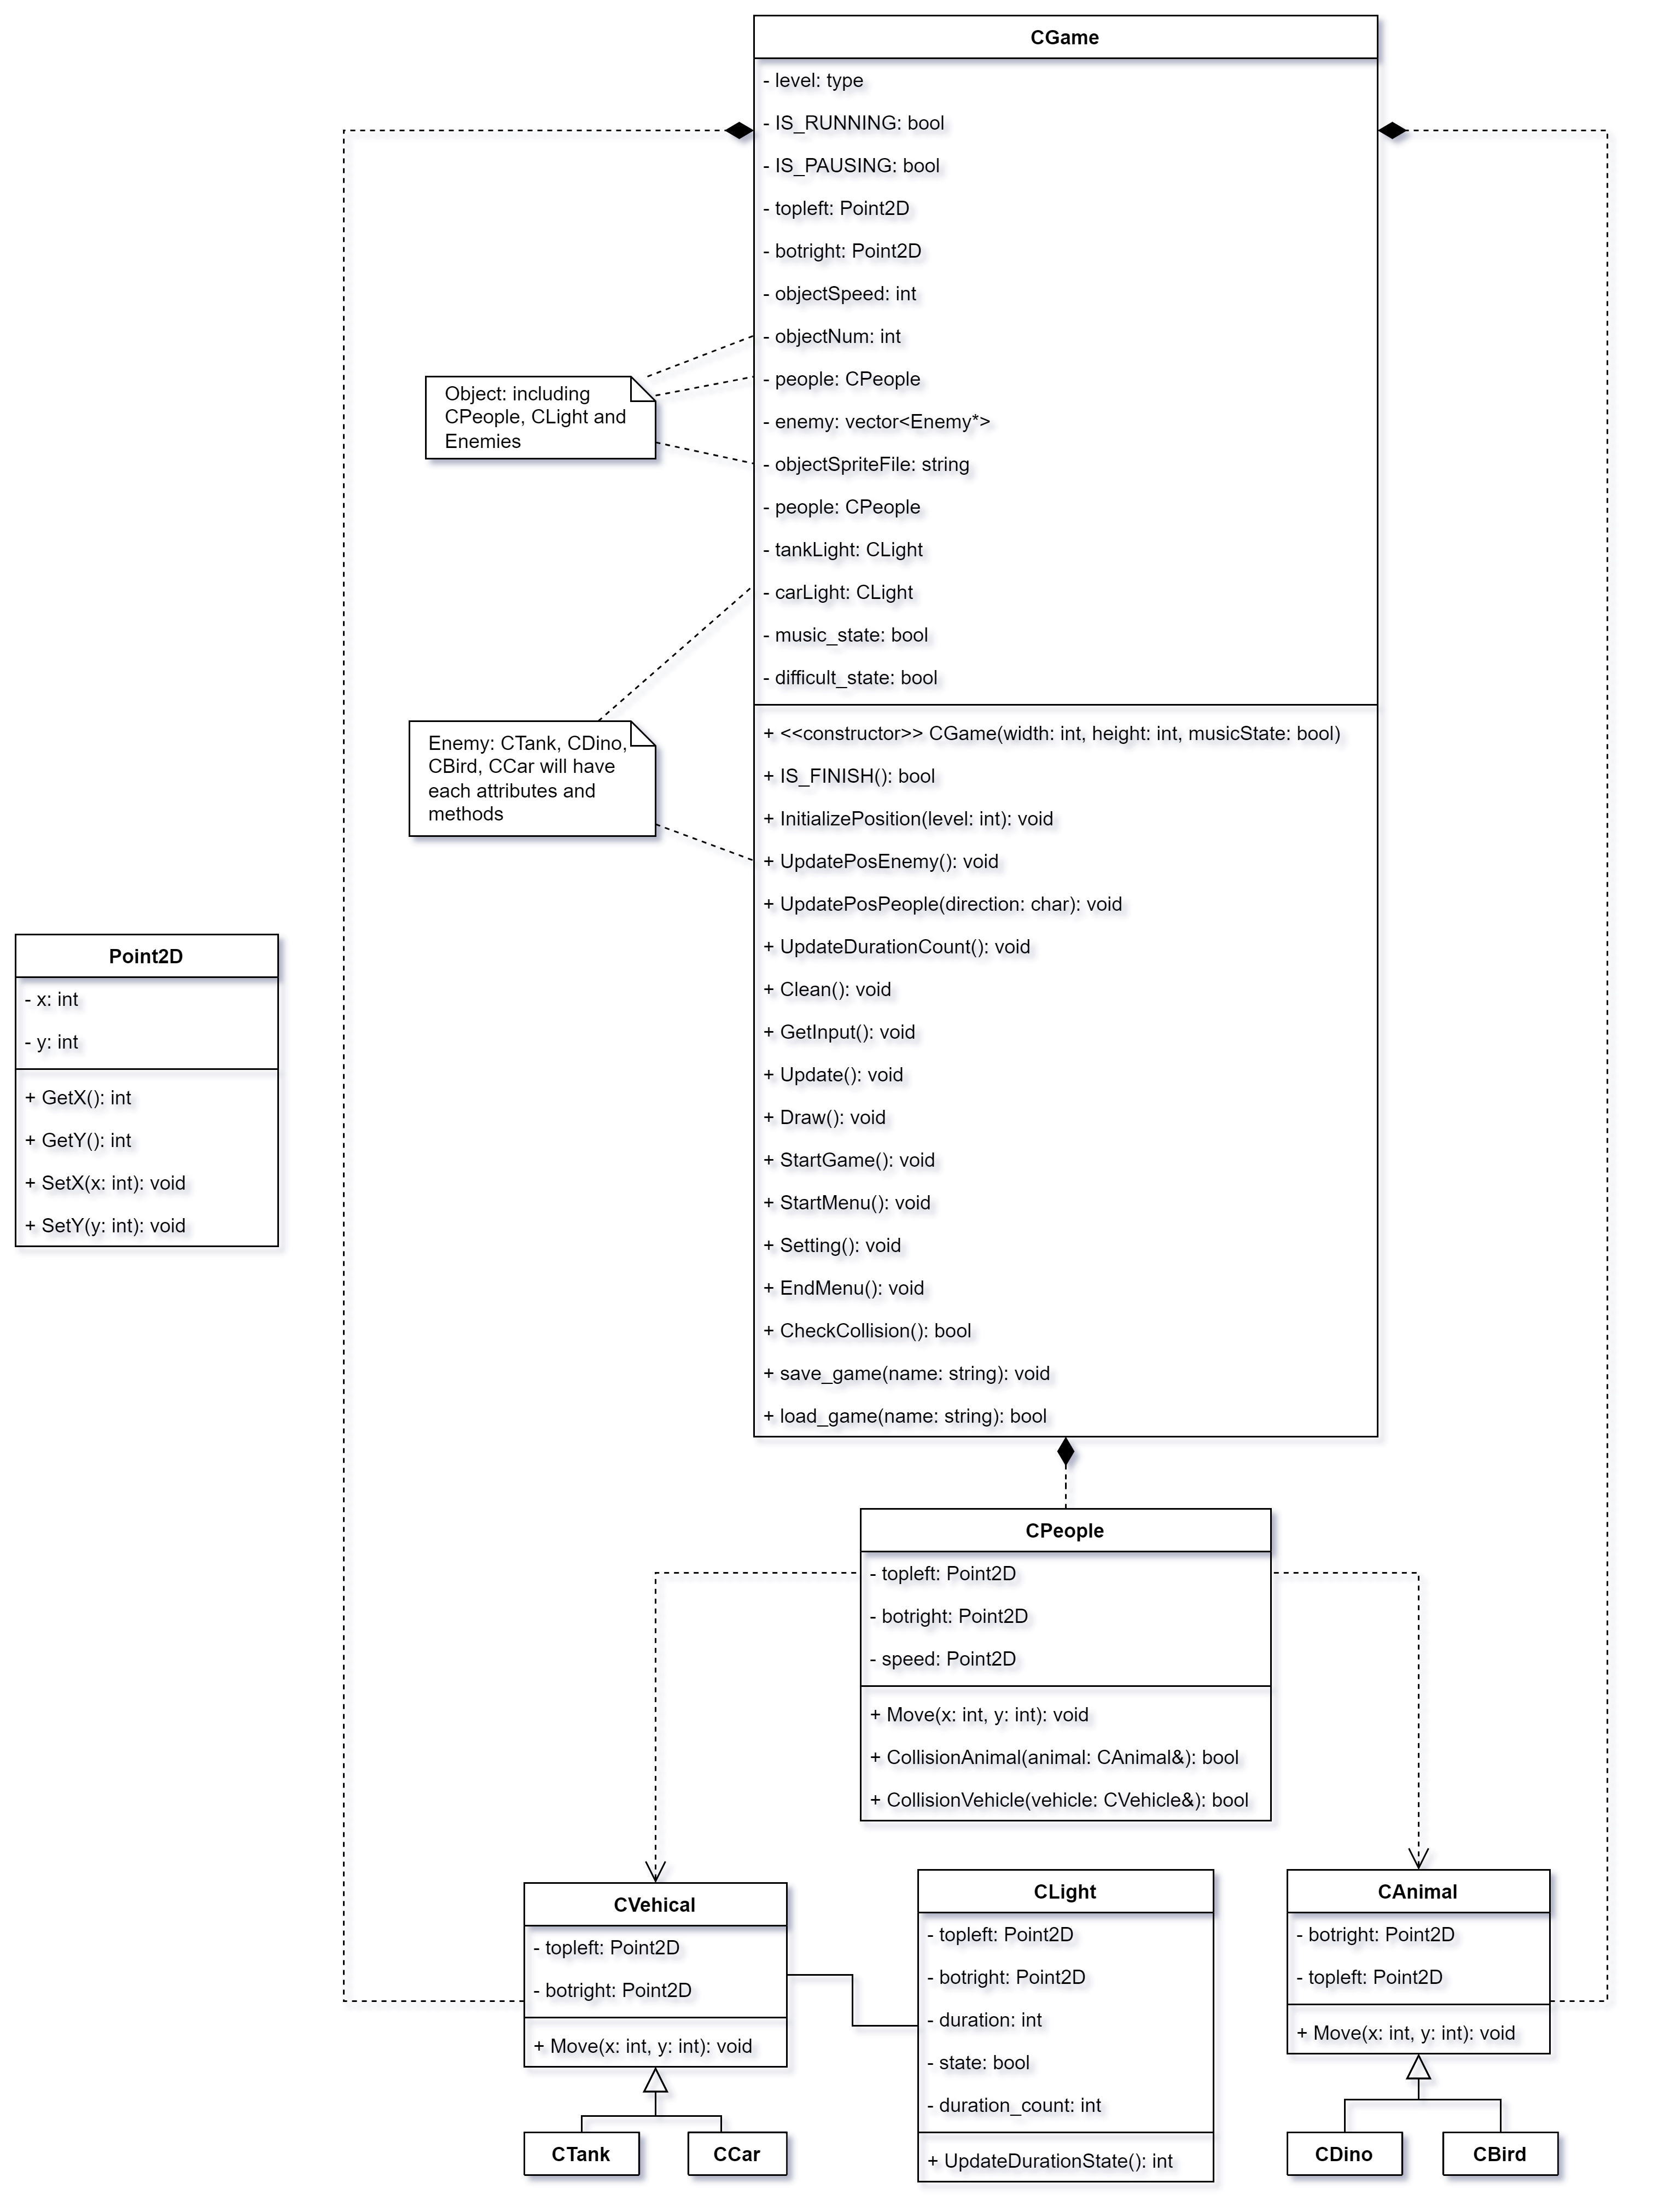 CGame
- level: type
- IS_RUNNING: bool
- IS_PAUSING: bool
- topleft: Point2D
- botright: Point2D
- objectSpeed: int
- objectNum: int
- people: CPeople
- enemy: vector<Enemy*>
- objectSpriteFile: string
- people: CPeople
- tankLight: CLight
- carLight: CLight
- music_state: bool
- difficult_state: bool
+ <<constructor>> CGame(width: int, height: int, musicState: bool)
+ IS_FINISH(): bool
+ InitializePosition(level: int): void
+ UpdatePosEnemy(): void
+ UpdatePosPeople(direction: char): void
+ UpdateDurationCount(): void
+ Clean(): void
+ GetInput(): void
+ Update(): void
+ Draw(): void
+ StartGame(): void
+ StartMenu(): void
+ Setting(): void
+ EndMenu(): void
+ CheckCollision(): bool
+ save_game(name: string): void
+ load_game(name: string): bool
Object: including
CPeople, CLight and
Enemies
Enemy: CTank, CDino,
CBird, CCar will have
each attributes and
methods
Point2D
- x: int
- y: int
+ GetX(): int
+ GetY(): int
+ SetX(x: int): void
+ SetY(y: int): void
CPeople
- topleft: Point2D
- botright: Point2D
- speed: Point2D
+ Move(x: int, y: int): void
+ CollisionAnimal(animal: CAnimal&): bool
+ CollisionVehicle(vehicle: CVehicle&): bool
CVehical
- topleft: Point2D
- botright: Point2D
+ Move(x: int, y: int): void
CTank
CCar
CLight
- topleft: Point2D
- botright: Point2D
- duration: int
- state: bool
- duration_count: int
+ UpdateDurationState(): int
CAnimal
- botright: Point2D
- topleft: Point2D
+ Move(x: int, y: int): void
CDino
CBird